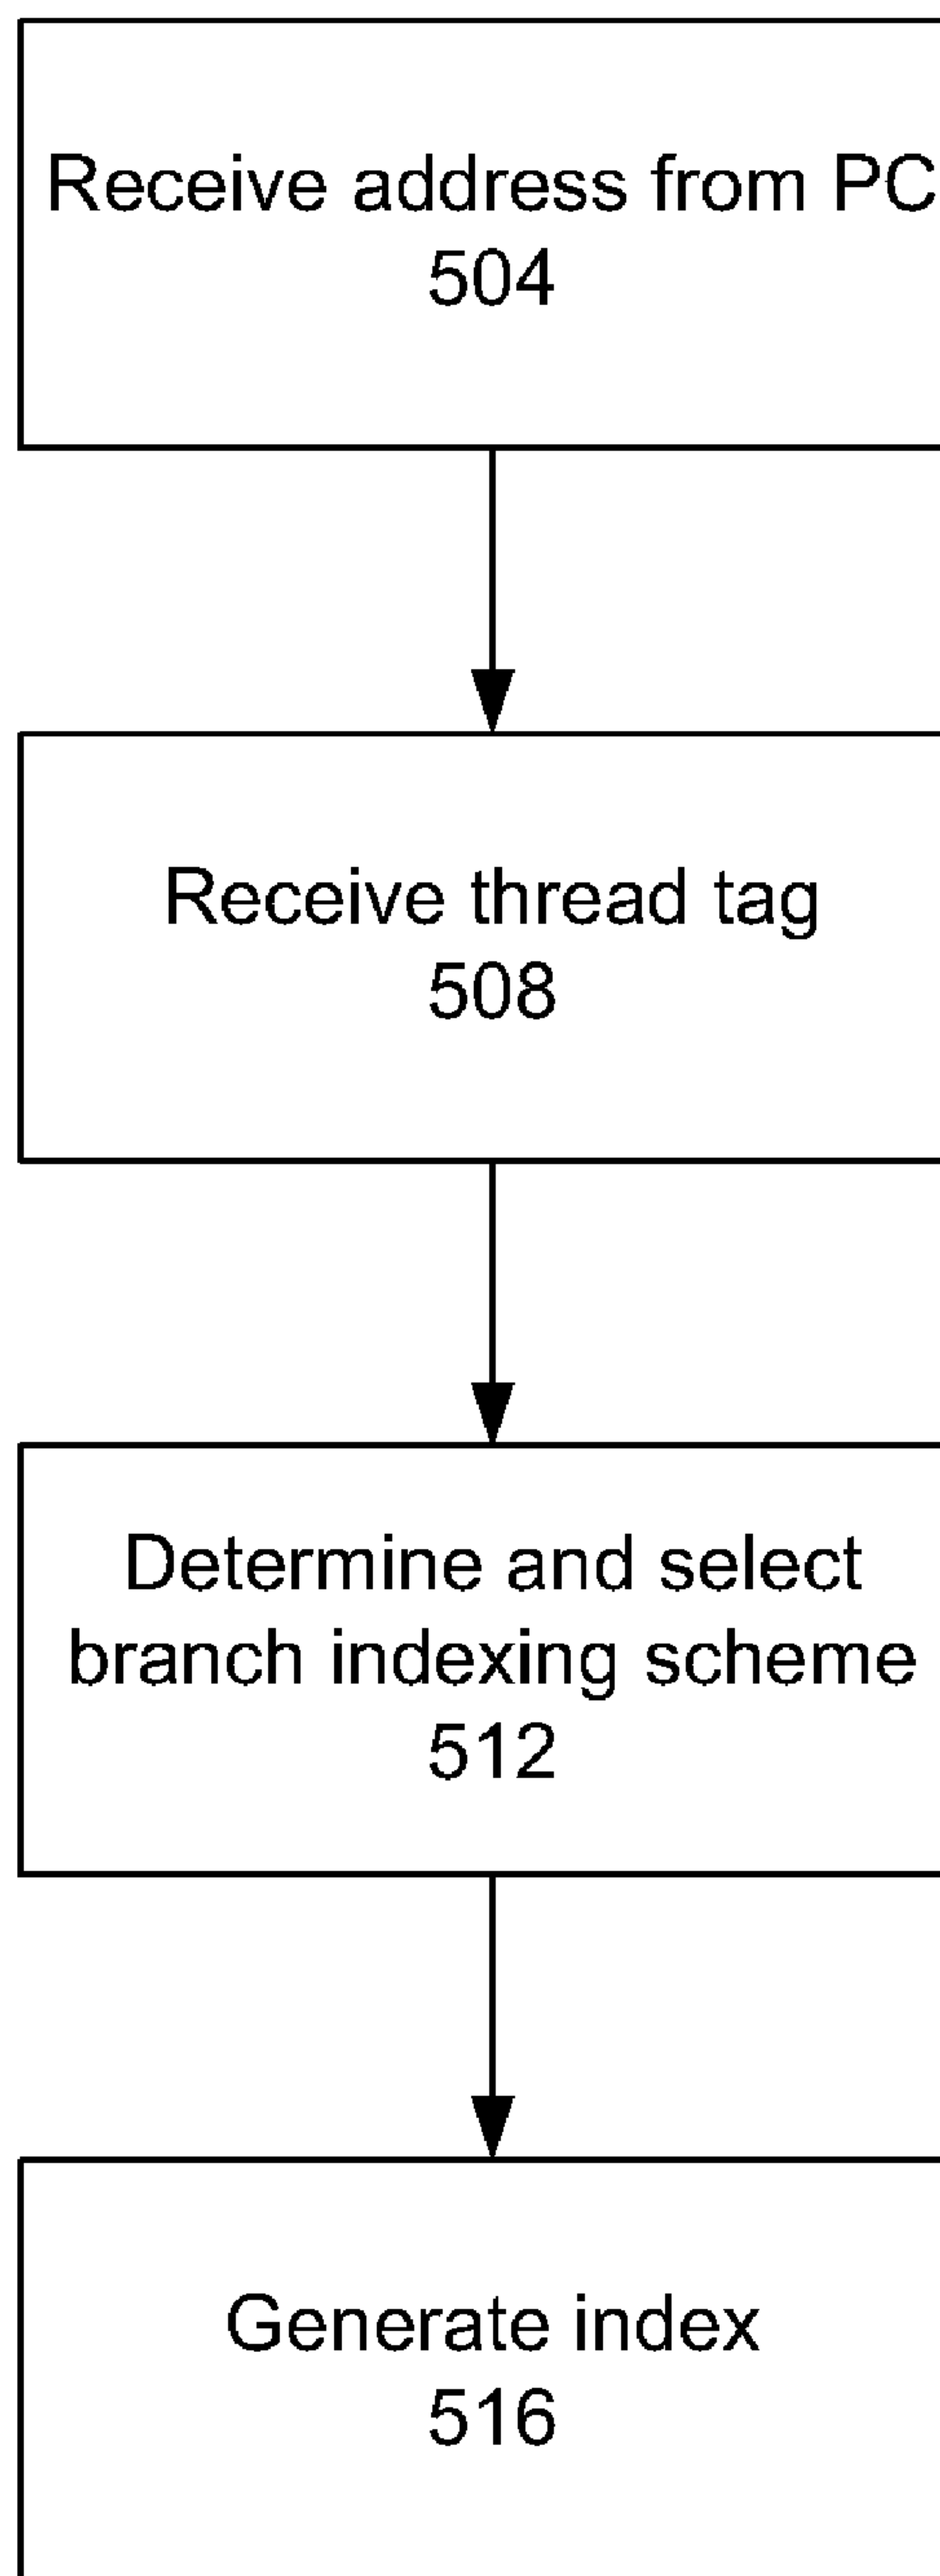 Receive address from PC
504
Receive thread tag
508
Determine and select
branch indexing scheme
512
Generate index
516